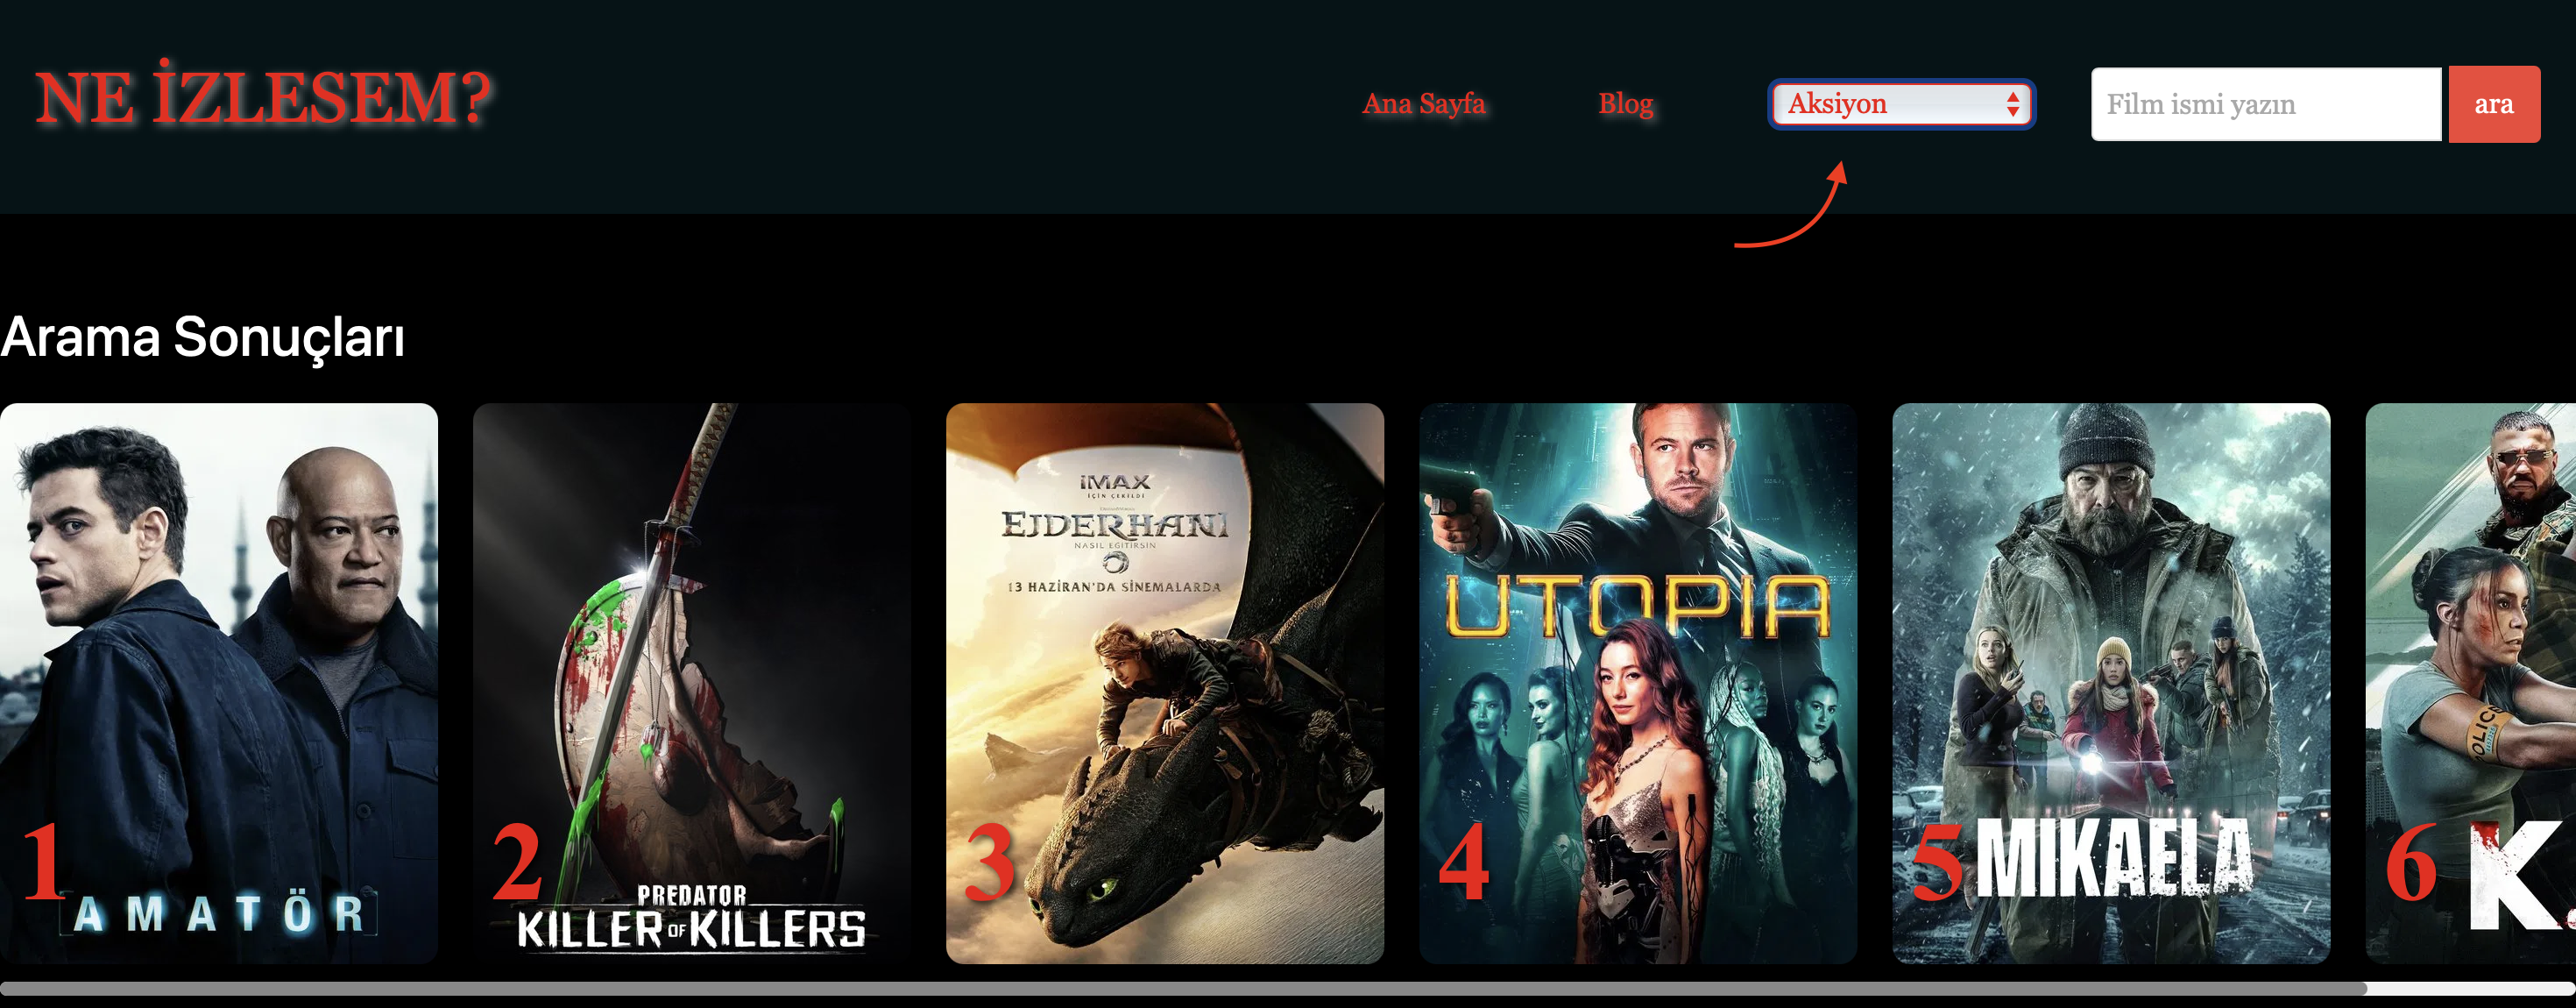 NE İZLESEM?
Ana Sayfa
Blog
Aksiyon
Film ismi yazın
ara
Arama Sonuçları
1
AMATÖR
2
PREDATOR
KILLER OF KILLERS
IMAX
İÇİN ÇEKİLDİ
EJDERHANI
NASIL EĞİTİRSİN
13 HAZİRAN'DA SİNEMALARDA
3
UTOPIA
4
5
MIKAELA
6
K